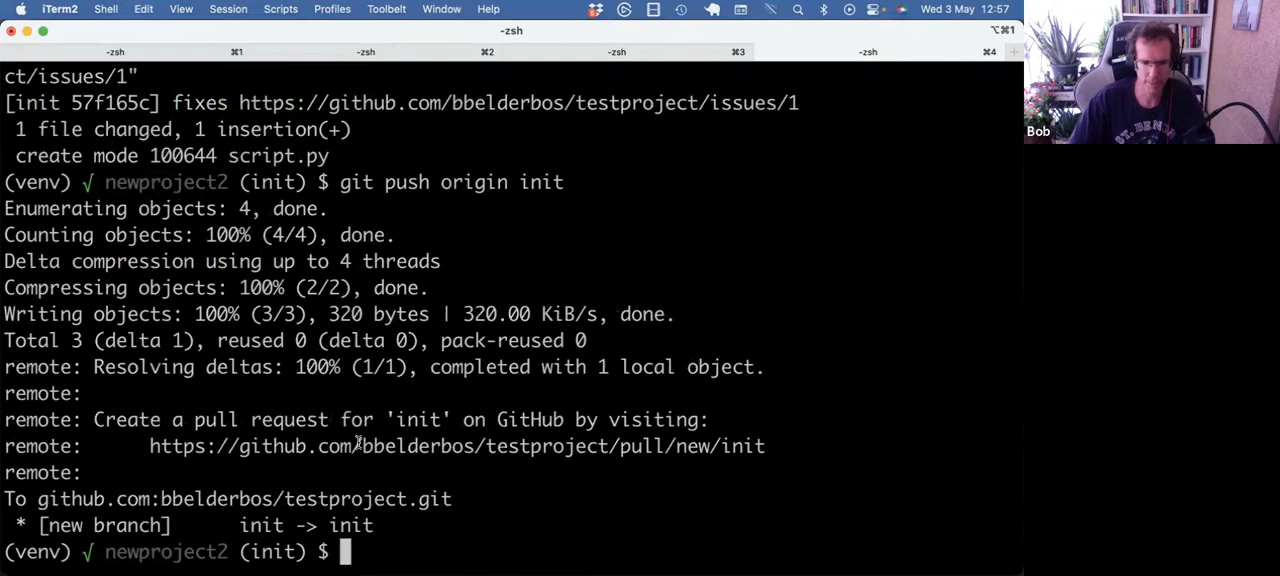 iTerm2 Shell Edit View Session Scripts Profiles Toolbelt Window Help Wed 3 May 12:57
-zsh ⌥⌘1
-zsh ⌘1 -zsh ⌘2 -zsh ⌘3 -zsh ⌘4
ct/issues/1"
[init 57f165c] fixes https://github.com/bbelderbos/testproject/issues/1
1 file changed, 1 insertion(+)
create mode 100644 script.py
(venv) √ newproject2 (init) $ git push origin init
Enumerating objects: 4, done.
Counting objects: 100% (4/4), done.
Delta compression using up to 4 threads
Compressing objects: 100% (2/2), done.
Writing objects: 100% (3/3), 320 bytes | 320.00 KiB/s, done.
Total 3 (delta 1), reused 0 (delta 0), pack-reused 0
remote: Resolving deltas: 100% (1/1), completed with 1 local object.
remote:
remote: Create a pull request for 'init' on GitHub by visiting:
remote: https://github.com/bbelderbos/testproject/pull/new/init
remote:
To github.com:bbelderbos/testproject.git
* [new branch] init -> init
(venv) √ newproject2 (init) $
Bob